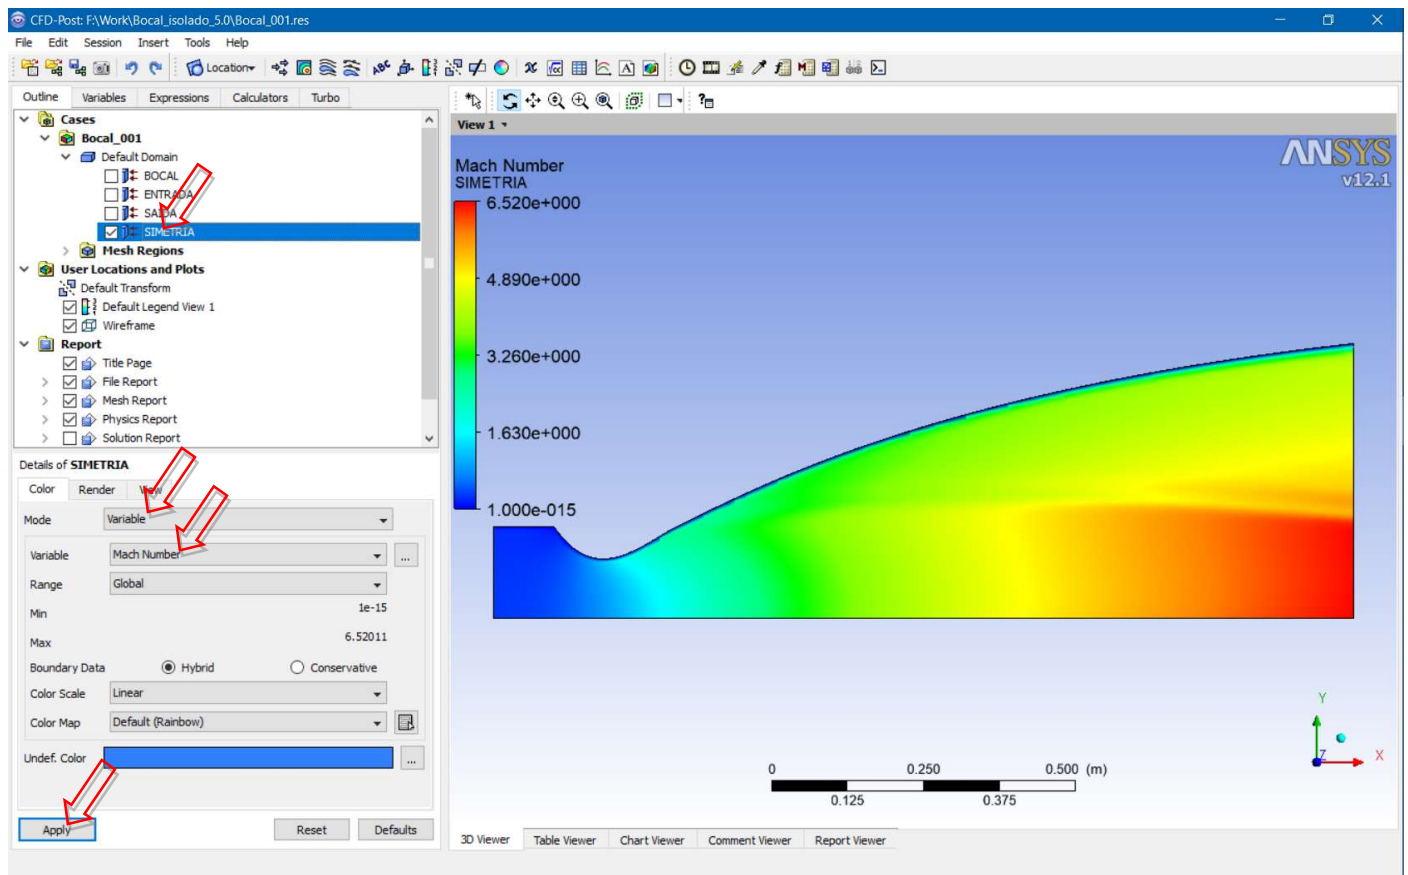 CFD-Post: F:\Work\Bocal_isolado_5.0\Bocal_001.res
File Edit Session Insert Tools Help
Location
Outline Variables Expressions Calculators Turbo
Cases
Bocal_001
Default Domain
BOCAL
ENTRADA
SAIDA
SIMETRIA
Mesh Regions
User Locations and Plots
Default Transform
Default Legend View 1
Wireframe
Report
Title Page
File Report
Mesh Report
Physics Report
Solution Report
Details of SIMETRIA
Color Render View
Mode Variable
Variable Mach Number ...
Range Global
Min 1e-15
Max 6.52011
Boundary Data Hybrid Conservative
Color Scale Linear
Color Map Default (Rainbow)
Undef. Color ...
Apply Reset Defaults
View 1
ANSYS
v12.1
Mach Number
SIMETRIA
6.520e+000
4.890e+000
3.260e+000
1.630e+000
1.000e-015
0 0.250 0.500 (m)
0.125 0.375
Y
Z X
3D Viewer Table Viewer Chart Viewer Comment Viewer Report Viewer